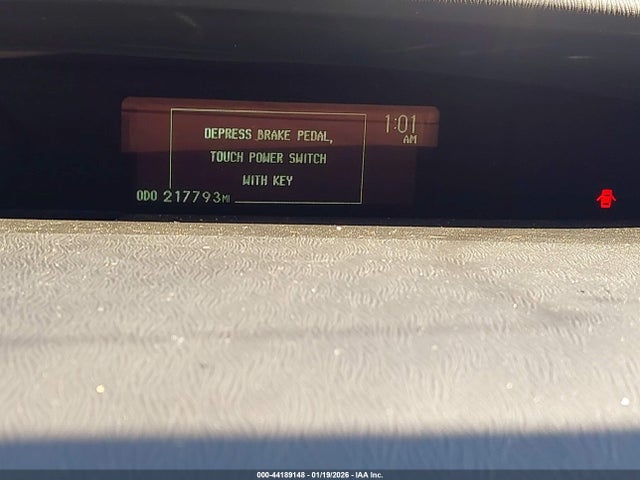 DEPRESS BRAKE PEDAL,
TOUCH POWER SWITCH
WITH KEY
1:01
AM
ODO 217793MI
000-44189148 - 01/19/2026 - IAA Inc.